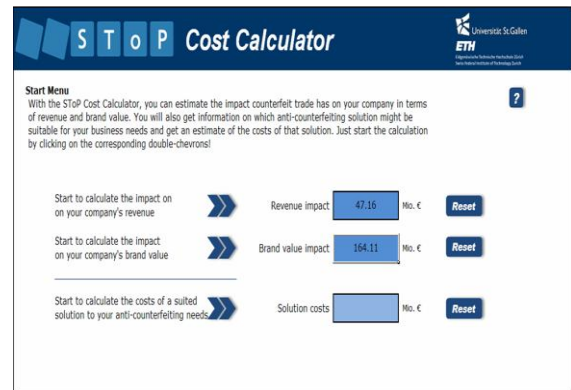 S T o P Cost Calculator
Universität St.Gallen
ETH
Eidgenössische Technische Hochschule Zürich
Swiss Federal Institute of Technology Zurich
Start Menu
With the SToP Cost Calculator, you can estimate the impact counterfeit trade has on your company in terms
of revenue and brand value. You will also get information on which anti-counterfeiting solution might be
suitable for your business needs and get an estimate of the costs of that solution. Just start the calculation
by clicking on the corresponding double-chevrons!
?
Start to calculate the impact on
on your company's revenue
Revenue impact 47.16 Mio. € Reset
Start to calculate the impact
on your company's brand value
Brand value impact 164.11 Mio. € Reset
Start to calculate the costs of a suited
solution to your anti-counterfeiting needs
Solution costs Mio. € Reset